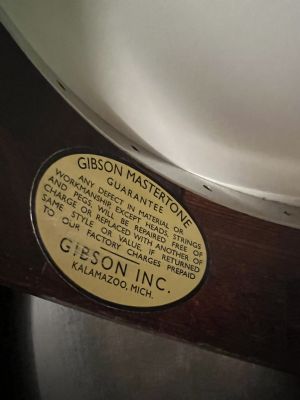 GIBSON MASTERTONE
GUARANTEE
ANY DEFECT IN MATERIAL OR
WORKMANSHIP, EXCEPT HEADS, STRINGS
AND PEGS, WILL BE REPAIRED FREE OF
CHARGE OR REPLACED WITH ANOTHER OF
SAME STYLE OR VALUE IF RETURNED
TO OUR FACTORY CHARGES PREPAID
GIBSON INC.
KALAMAZOO, MICH.